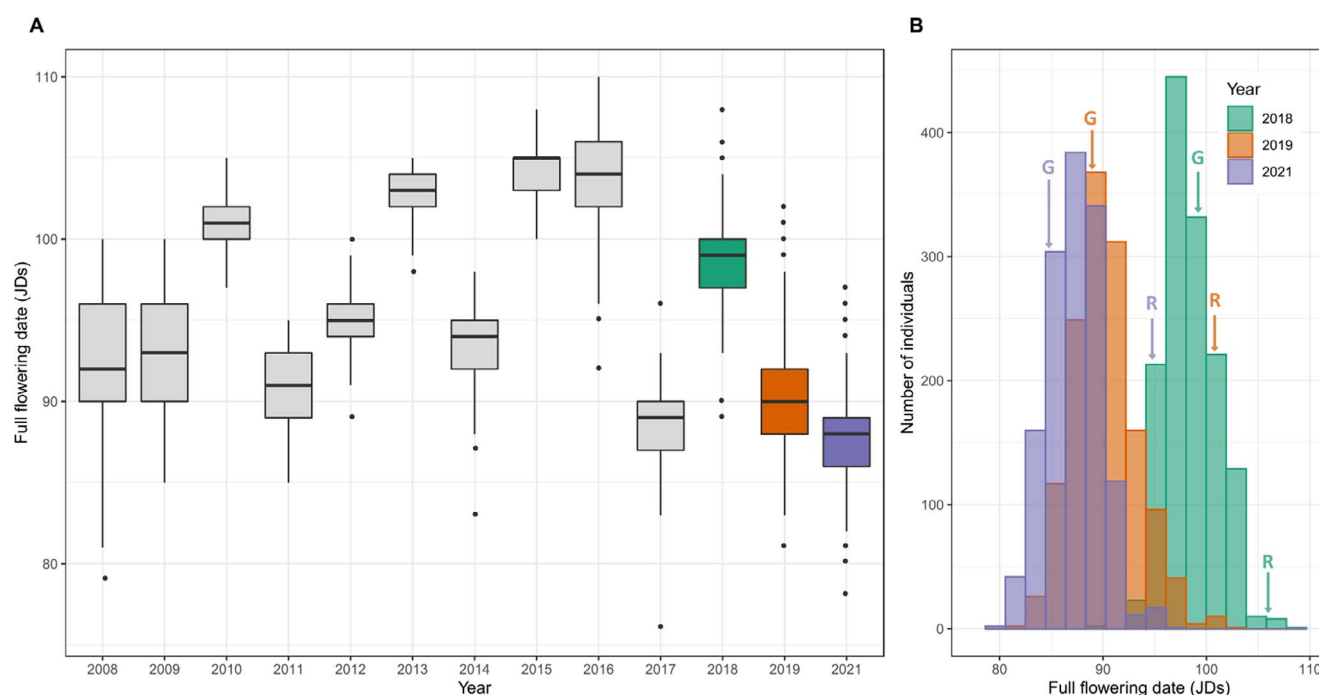 A
Full flowering date (JDs)
110
100
90
80
2008 2009 2010 2011 2012 2013 2014 2015 2016 2017 2018 2019 2021
Year
B
Number of individuals
400
300
200
100
0
Year
2018
2019
2021
G
G
G
R
R
R
80 90 100 110
Full flowering date (JDs)